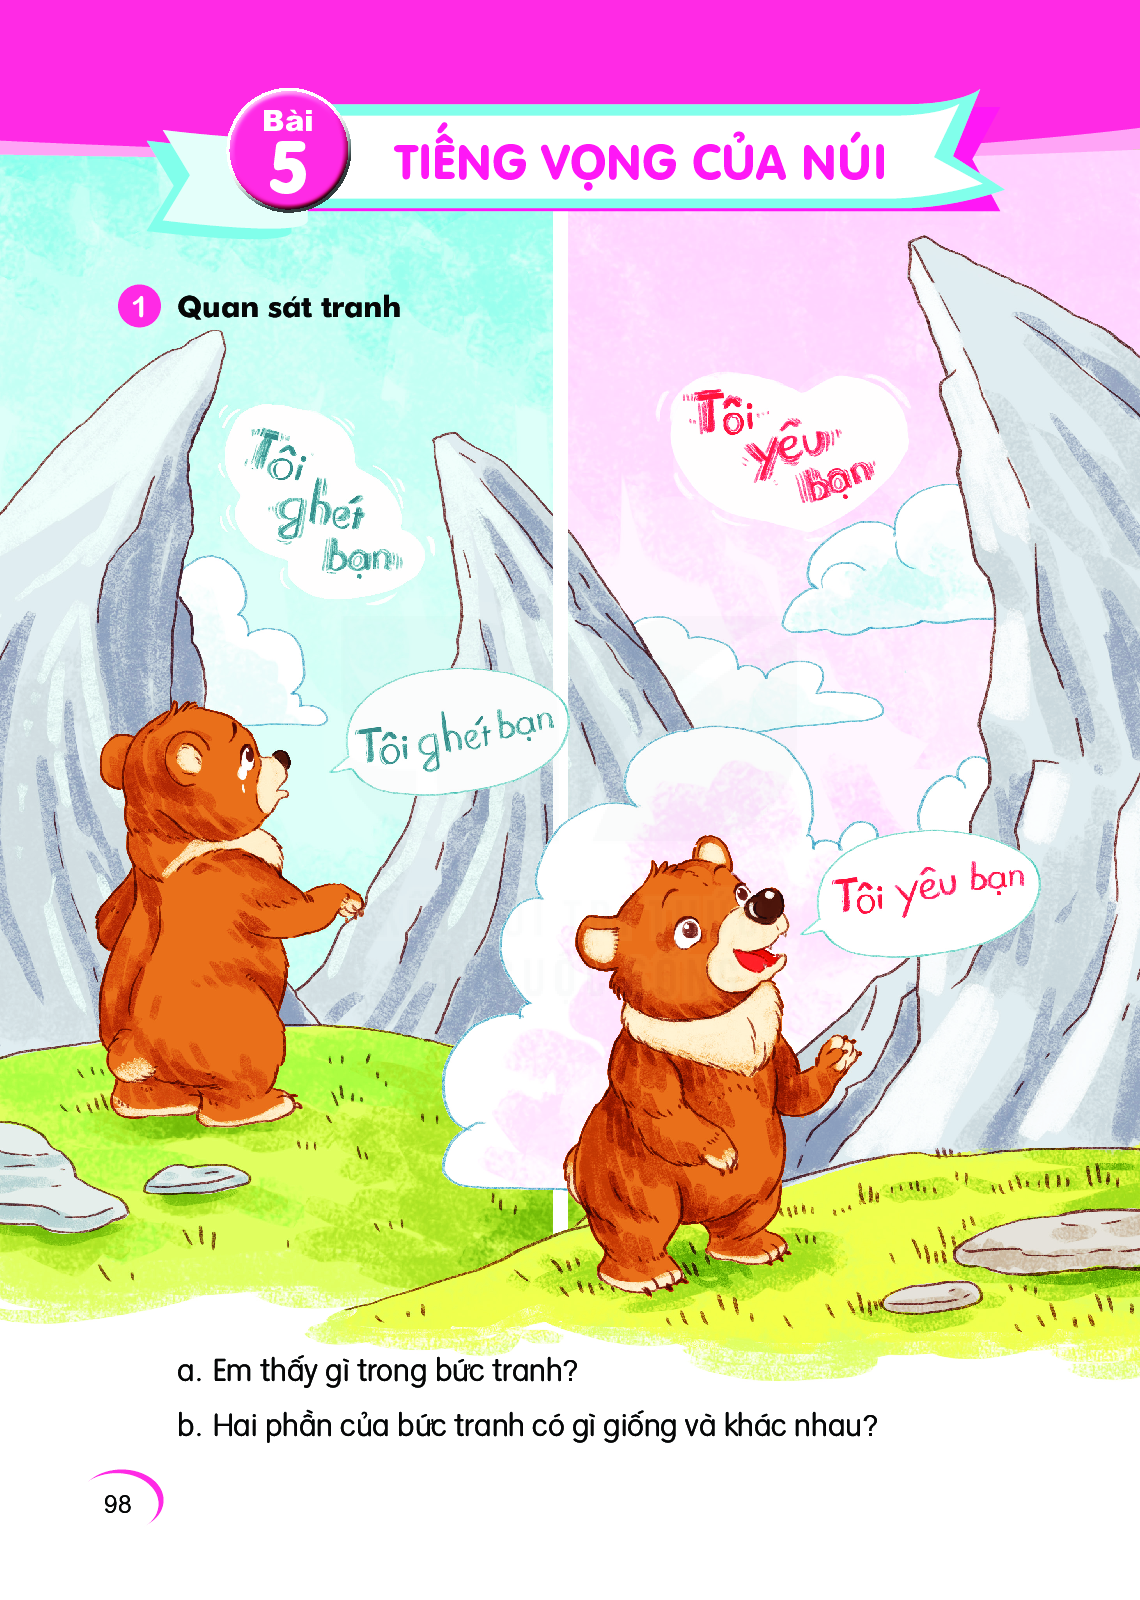 Bài
5
TIẾNG VỌNG CỦA NÚI
1 Quan sát tranh
Tôi
ghét
bạn
Tôi ghét bạn
Tôi
yêu
bạn
Tôi yêu bạn
a. Em thấy gì trong bức tranh?
b. Hai phần của bức tranh có gì giống và khác nhau?
98